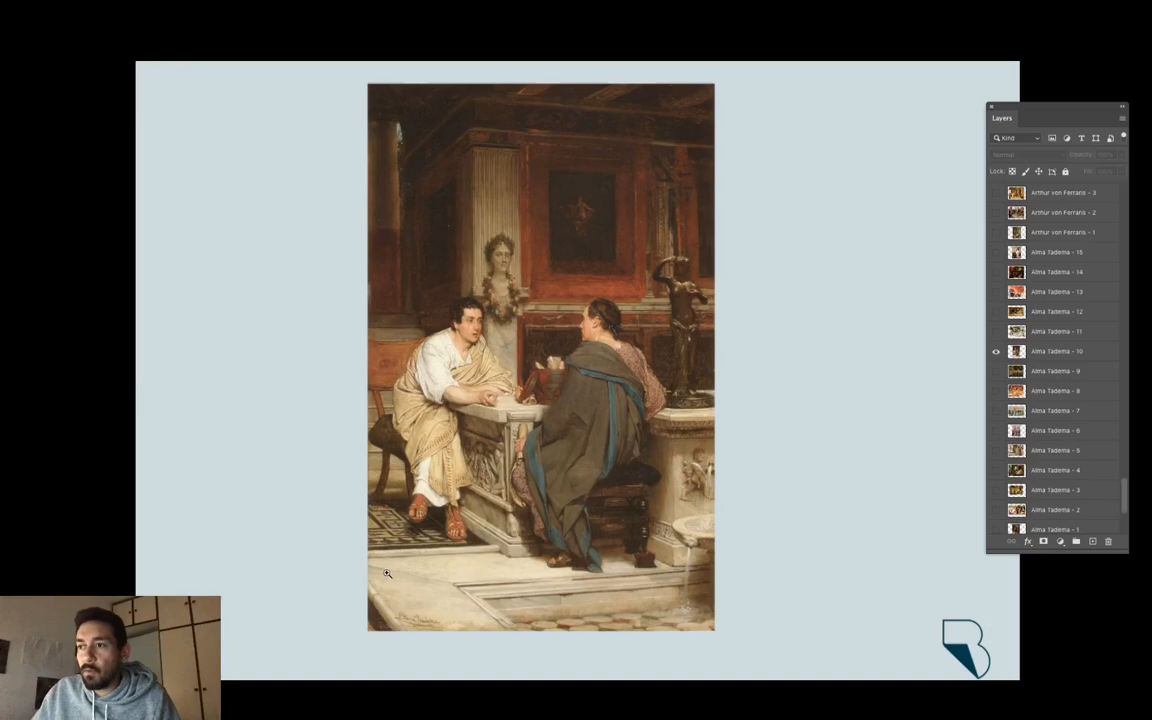 Layers
Kind
Normal
Opacity:
Lock:
Fill:
Arthur von Ferraris - 3
Arthur von Ferraris - 2
Arthur von Ferraris - 1
Alma Tadema - 15
Alma Tadema - 14
Alma Tadema - 13
Alma Tadema - 12
Alma Tadema - 11
Alma Tadema - 10
Alma Tadema - 9
Alma Tadema - 8
Alma Tadema - 7
Alma Tadema - 6
Alma Tadema - 5
Alma Tadema - 4
Alma Tadema - 3
Alma Tadema - 2
Alma Tadema - 1
fx